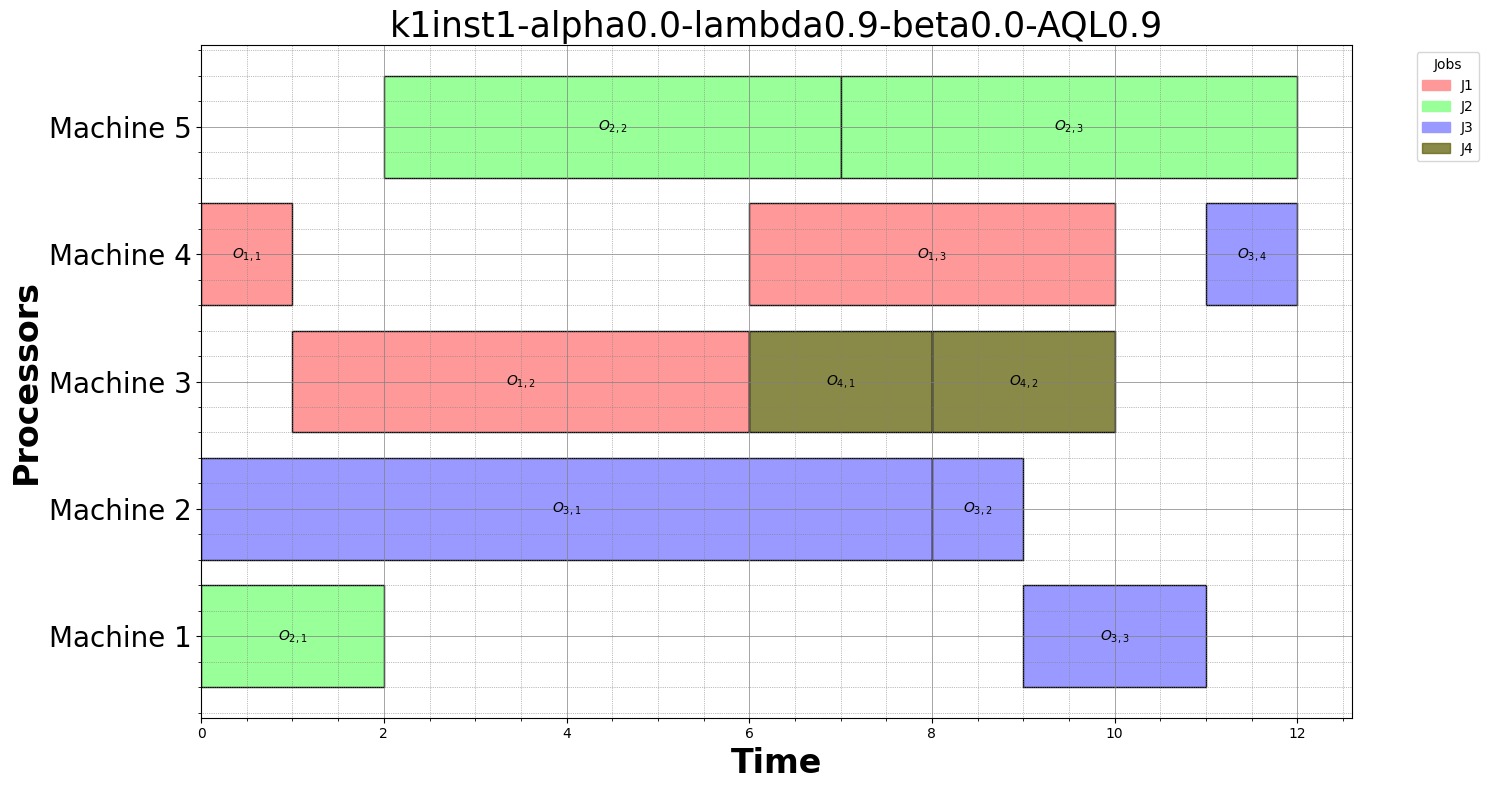 k1inst1-alpha0.0-lambda0.9-beta0.0-AQL0.9
Jobs
J1
J2
J3
J4
Processors
Machine 5
O2,2
O2,3
Machine 4
O1,1
O1,3
O3,4
Machine 3
O1,2
O4,1
O4,2
Machine 2
O3,1
O3,2
Machine 1
O2,1
O3,3
0 2 4 6 8 10 12
Time